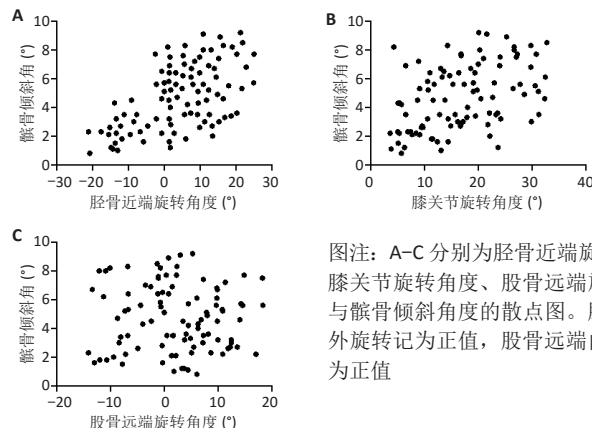 A
髌骨倾斜角 (°)
10
8
6
4
2
0
−30 −20 −10 0 10 20 30
胫骨近端旋转角度 (°)
B
髌骨倾斜角 (°)
10
8
6
4
2
0
0 10 20 30 40
膝关节旋转角度 (°)
C
髌骨倾斜角 (°)
10
8
6
4
2
0
−20 −10 0 10 20
股骨远端旋转角度 (°)
图注：A−C 分别为胫骨近端旋
膝关节旋转角度、股骨远端
与髌骨倾斜角度的散点图。
外旋转记为正值，股骨远端
为正值